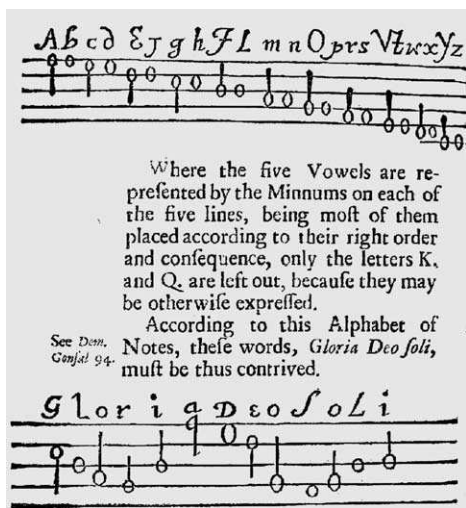 A b c d E J g h F L m n O p r s V t w x y z
Where the five Vowels are re-
preſented by the Minnums on each of
the five lines, being moſt of them
placed according to their right order
and conſequence, only the letters K.
and Q. are left out, becauſe they may
be otherwiſe expreſſed.
According to this Alphabet of
See Dem. Notes, theſe words, Gloria Deo ſoli,
94. muſt be thus contrived.
G l o r i a D e o ſ o L i